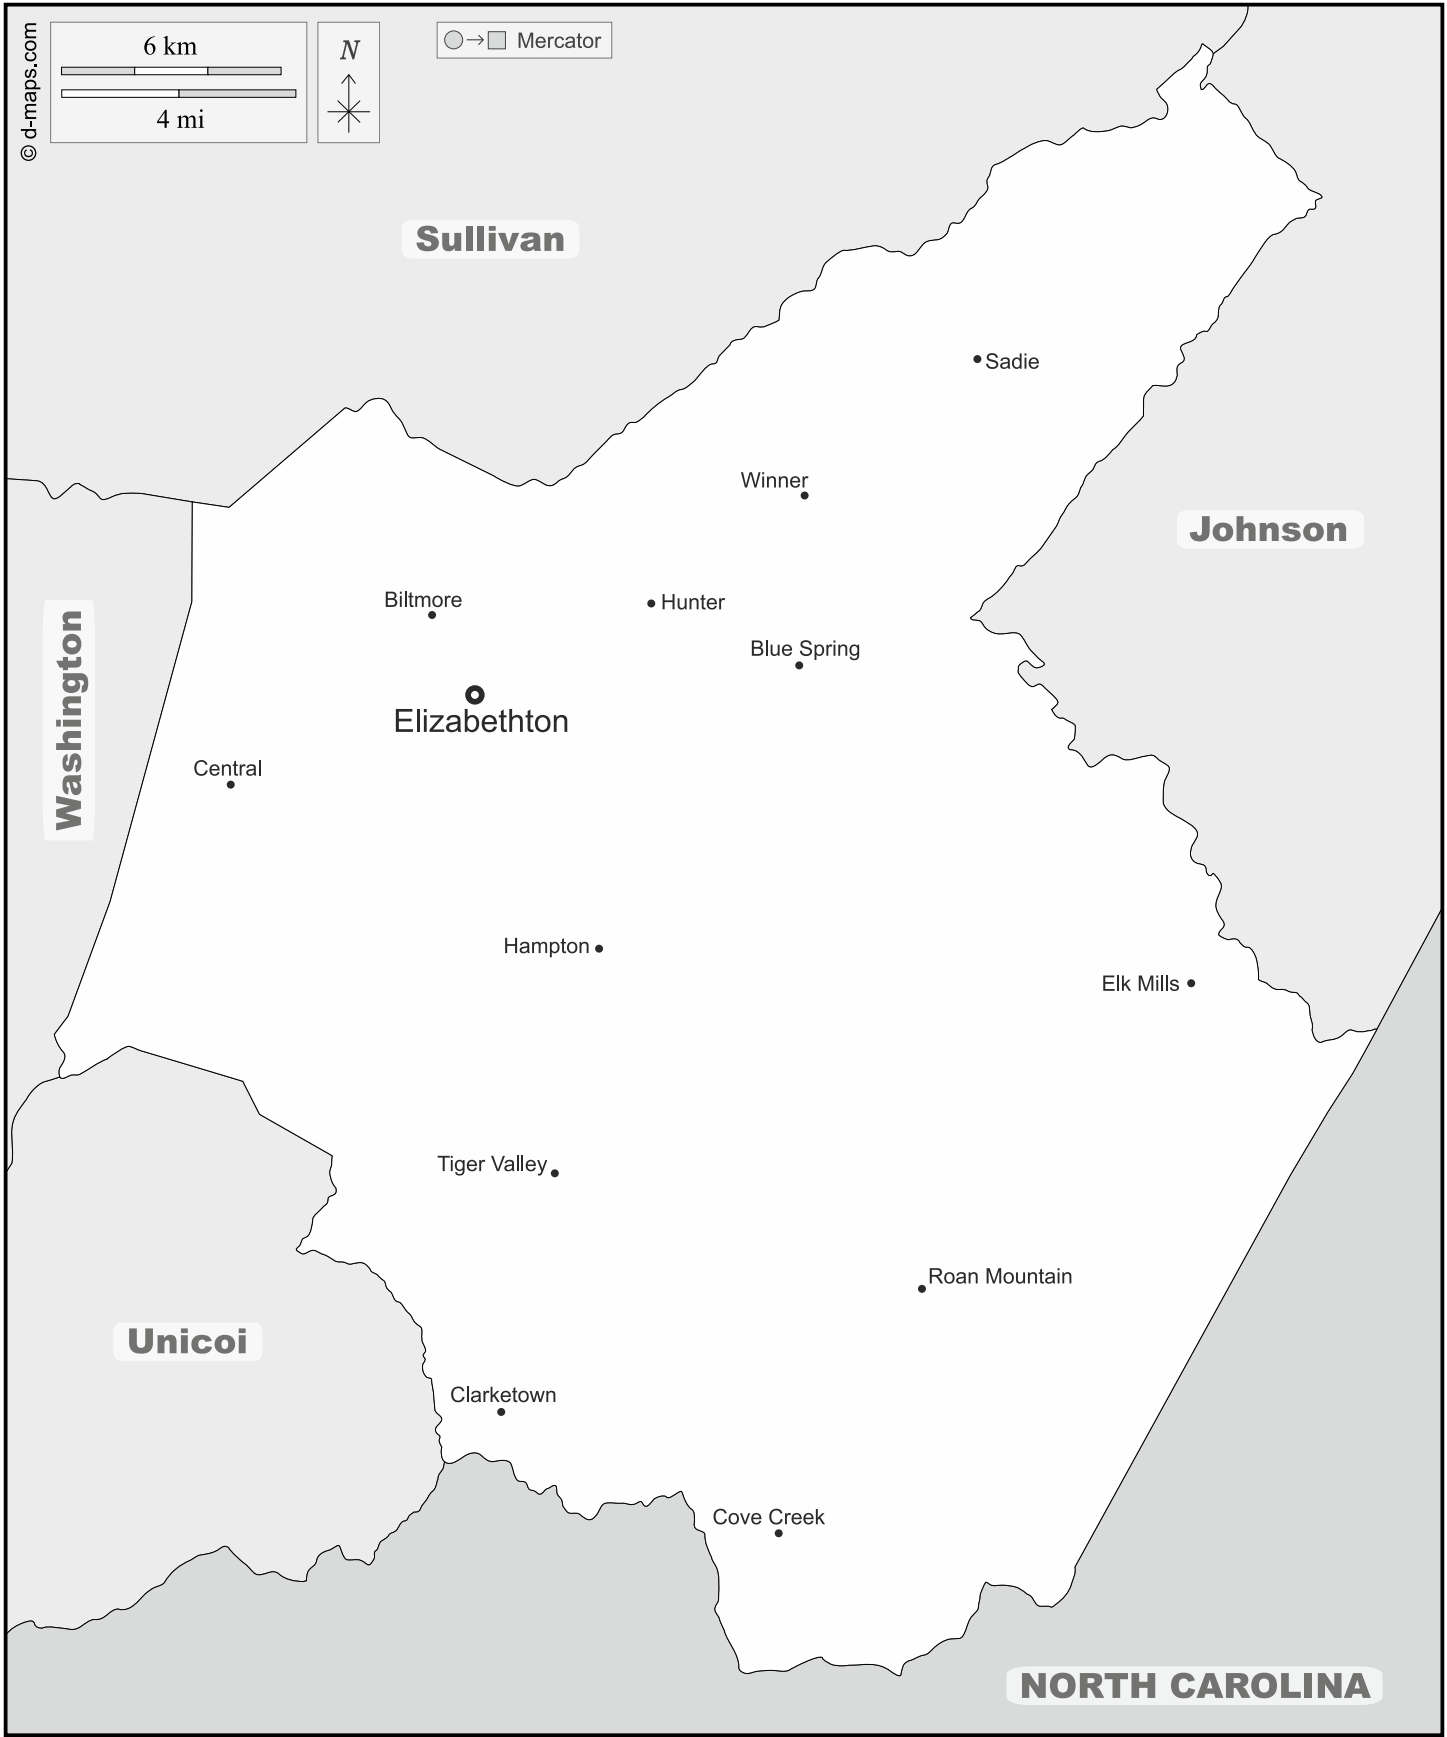 © d-maps.com
6 km
4 mi
N
Mercator
Sullivan
Sadie
Winner
Johnson
Biltmore
Hunter
Washington
Blue Spring
Elizabethton
Central
Hampton
Elk Mills
Tiger Valley
Roan Mountain
Unicoi
Clarketown
Cove Creek
NORTH CAROLINA